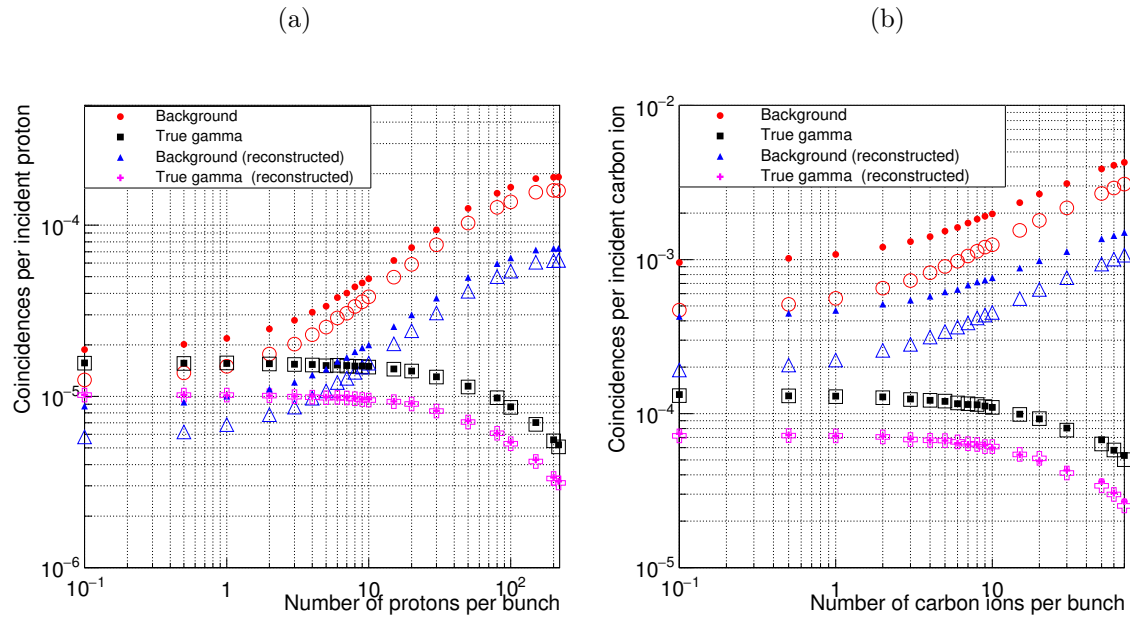 (a)
(b)
Coincidences per incident proton
Background
True gamma
Background (reconstructed)
True gamma (reconstructed)
10⁻⁴
10⁻⁵
10⁻⁶
10⁻¹ 1 10 10²
Number of protons per bunch
Coincidences per incident carbon ion
Background
True gamma
Background (reconstructed)
True gamma (reconstructed)
10⁻²
10⁻³
10⁻⁴
10⁻⁵
10⁻¹ 1 10
Number of carbon ions per bunch